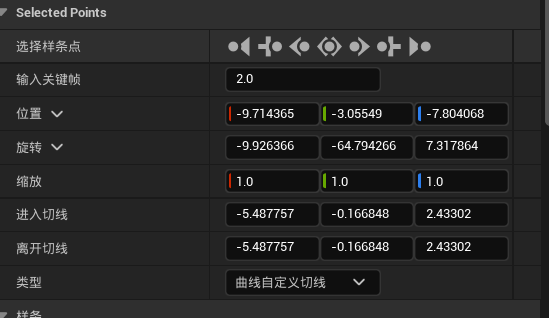 Selected Points
选择样条点
输入关键帧 2.0
位置 -9.714365 -3.05549 -7.804068
旋转 -9.926366 -64.794266 7.317864
缩放 1.0 1.0 1.0
进入切线 -5.487757 -0.166848 2.43302
离开切线 -5.487757 -0.166848 2.43302
类型 曲线自定义切线
样条